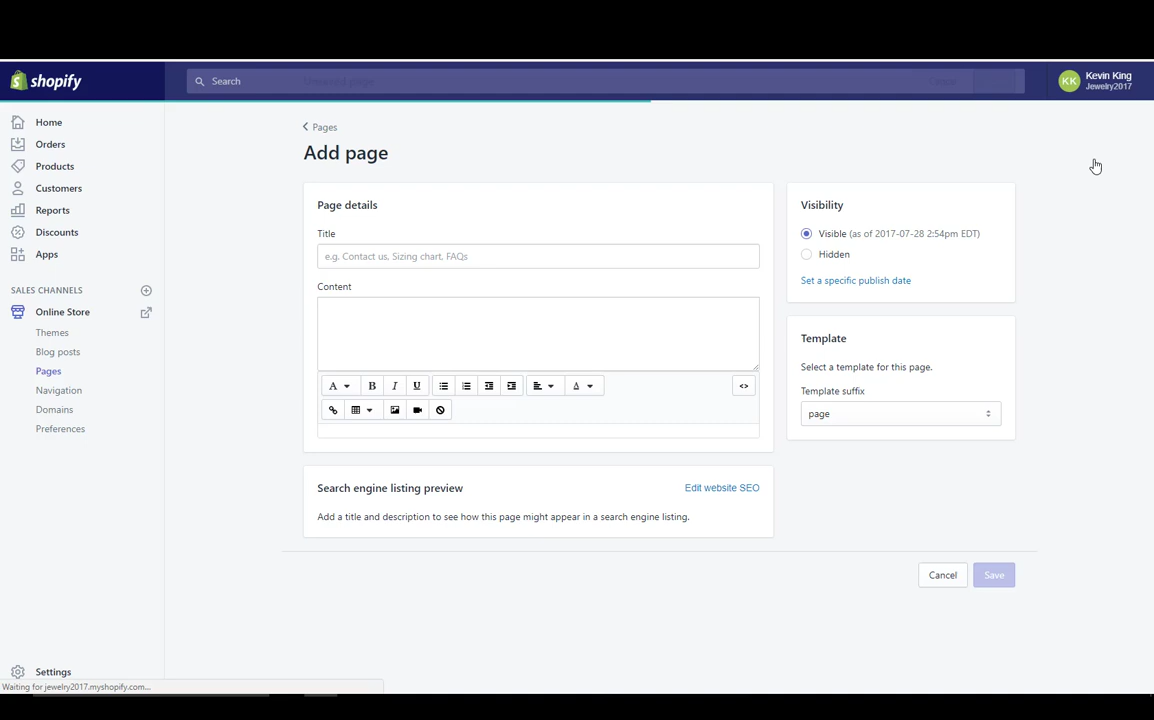 shopify
Search
KK
Kevin King
Jewelry2017
Home
Orders
Products
Customers
Reports
Discounts
Apps
SALES CHANNELS
Online Store
Themes
Blog posts
Pages
Navigation
Domains
Preferences
Settings
Waiting for jewelry2017.myshopify.com...
Pages
Add page
Page details
Title
e.g. Contact us, Sizing chart, FAQs
Content
A B I U A <>
Search engine listing preview Edit website SEO
Add a title and description to see how this page might appear in a search engine listing.
Visibility
Visible (as of 2017-07-28 2:54pm EDT)
Hidden
Set a specific publish date
Template
Select a template for this page.
Template suffix
page
Cancel Save